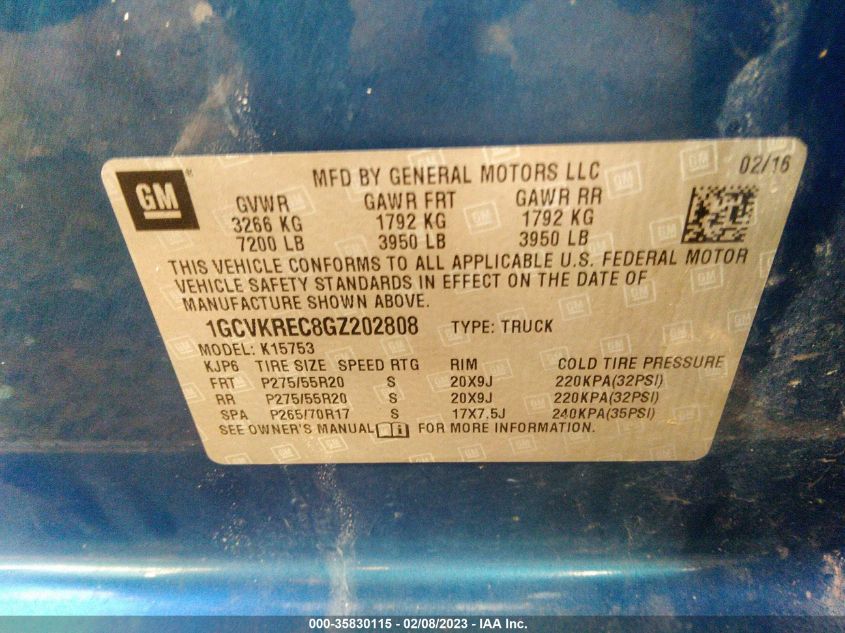 GM ®
MFD BY GENERAL MOTORS LLC 02/16
GVWR GAWR FRT GAWR RR
3266 KG 1792 KG 1792 KG
7200 LB 3950 LB 3950 LB
THIS VEHICLE CONFORMS TO ALL APPLICABLE U.S. FEDERAL MOTOR
VEHICLE SAFETY STANDARDS IN EFFECT ON THE DATE OF
MANUFACTURE SHOWN ABOVE.
1GCVKREC8GZ202808 TYPE: TRUCK
MODEL: K15753
KJP6 TIRE SIZE SPEED RTG RIM COLD TIRE PRESSURE
FRT P275/55R20 S 20X9J 220KPA(32PSI)
RR P275/55R20 S 20X9J 220KPA(32PSI)
SPA P265/70R17 S 17X7.5J 240KPA(35PSI)
SEE OWNER'S MANUAL FOR MORE INFORMATION.
000-35830115 - 02/08/2023 - IAA Inc.